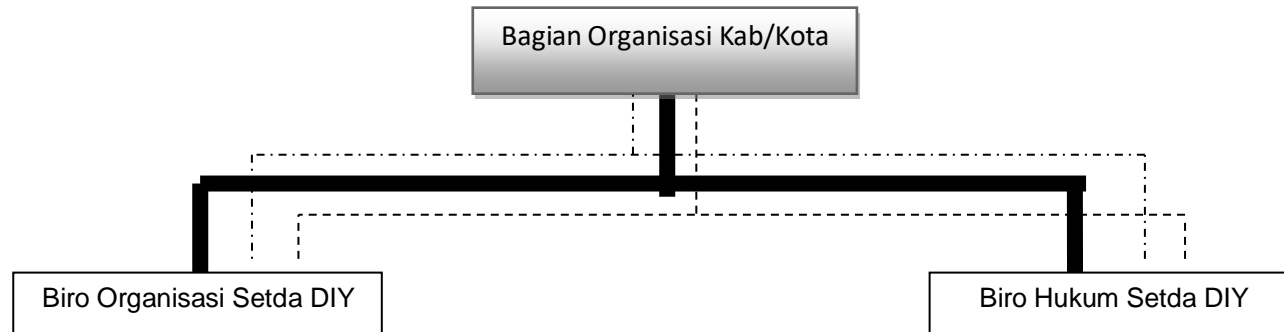 Bagian Organisasi Kab/Kota
Biro Organisasi Setda DIY
Biro Hukum Setda DIY